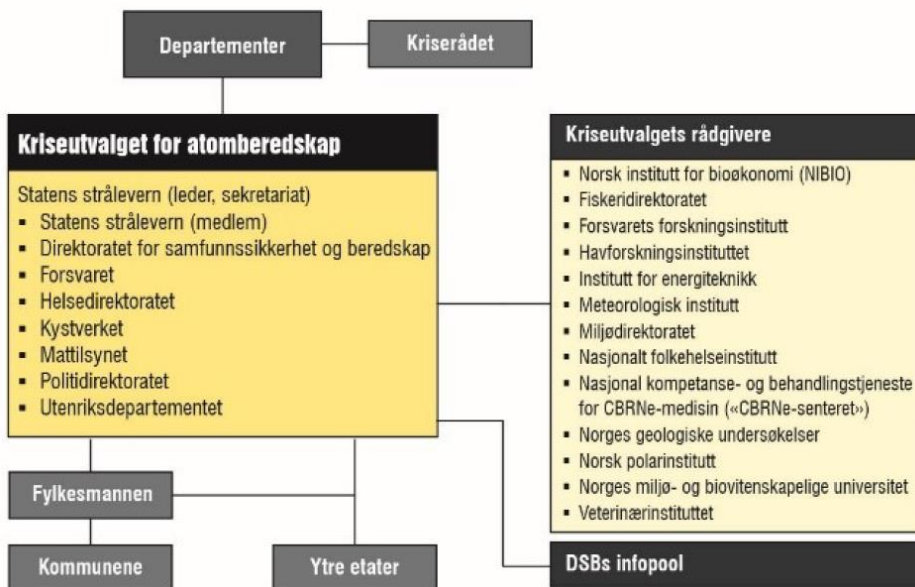 Departementer
Kriserådet
Kriseutvalget for atomberedskap
Statens strålevern (leder, sekretariat)
▪ Statens strålevern (medlem)
▪ Direktoratet for samfunnssikkerhet og beredskap
▪ Forsvaret
▪ Helsedirektoratet
▪ Kystverket
▪ Mattilsynet
▪ Politidirektoratet
▪ Utenriksdepartementet
Kriseutvalgets rådgivere
▪ Norsk institutt for bioøkonomi (NIBIO)
▪ Fiskeridirektoratet
▪ Forsvarets forskningsinstitutt
▪ Havforskningsinstituttet
▪ Institutt for energiteknikk
▪ Meteorologisk institutt
▪ Miljødirektoratet
▪ Nasjonalt folkehelseinstitutt
▪ Nasjonal kompetanse- og behandlingstjeneste
for CBRNe-medisin («CBRNe-senteret»)
▪ Norges geologiske undersøkelser
▪ Norsk polarinstitutt
▪ Norges miljø- og biovitenskapelige universitet
▪ Veterinærinstituttet
Fylkesmannen
Kommunene
Ytre etater
DSBs infopool